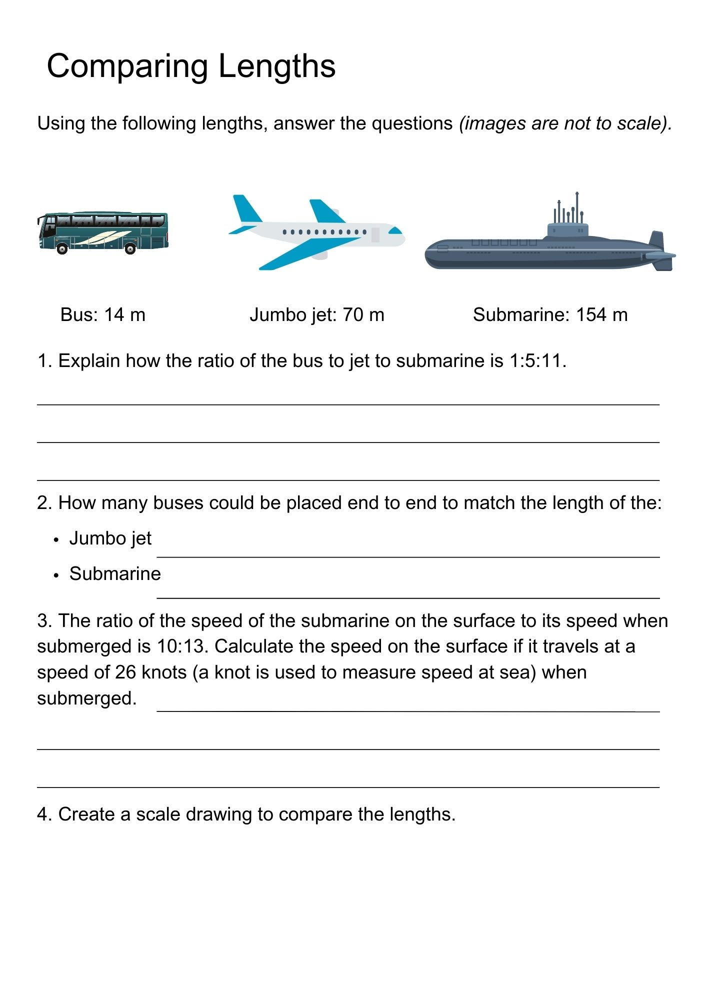 Comparing Lengths
Using the following lengths, answer the questions (images are not to scale).
Bus: 14 m
Jumbo jet: 70 m
Submarine: 154 m
1. Explain how the ratio of the bus to jet to submarine is 1:5:11.
2. How many buses could be placed end to end to match the length of the:
• Jumbo jet
• Submarine
3. The ratio of the speed of the submarine on the surface to its speed when
submerged is 10:13. Calculate the speed on the surface if it travels at a
speed of 26 knots (a knot is used to measure speed at sea) when
submerged.
4. Create a scale drawing to compare the lengths.